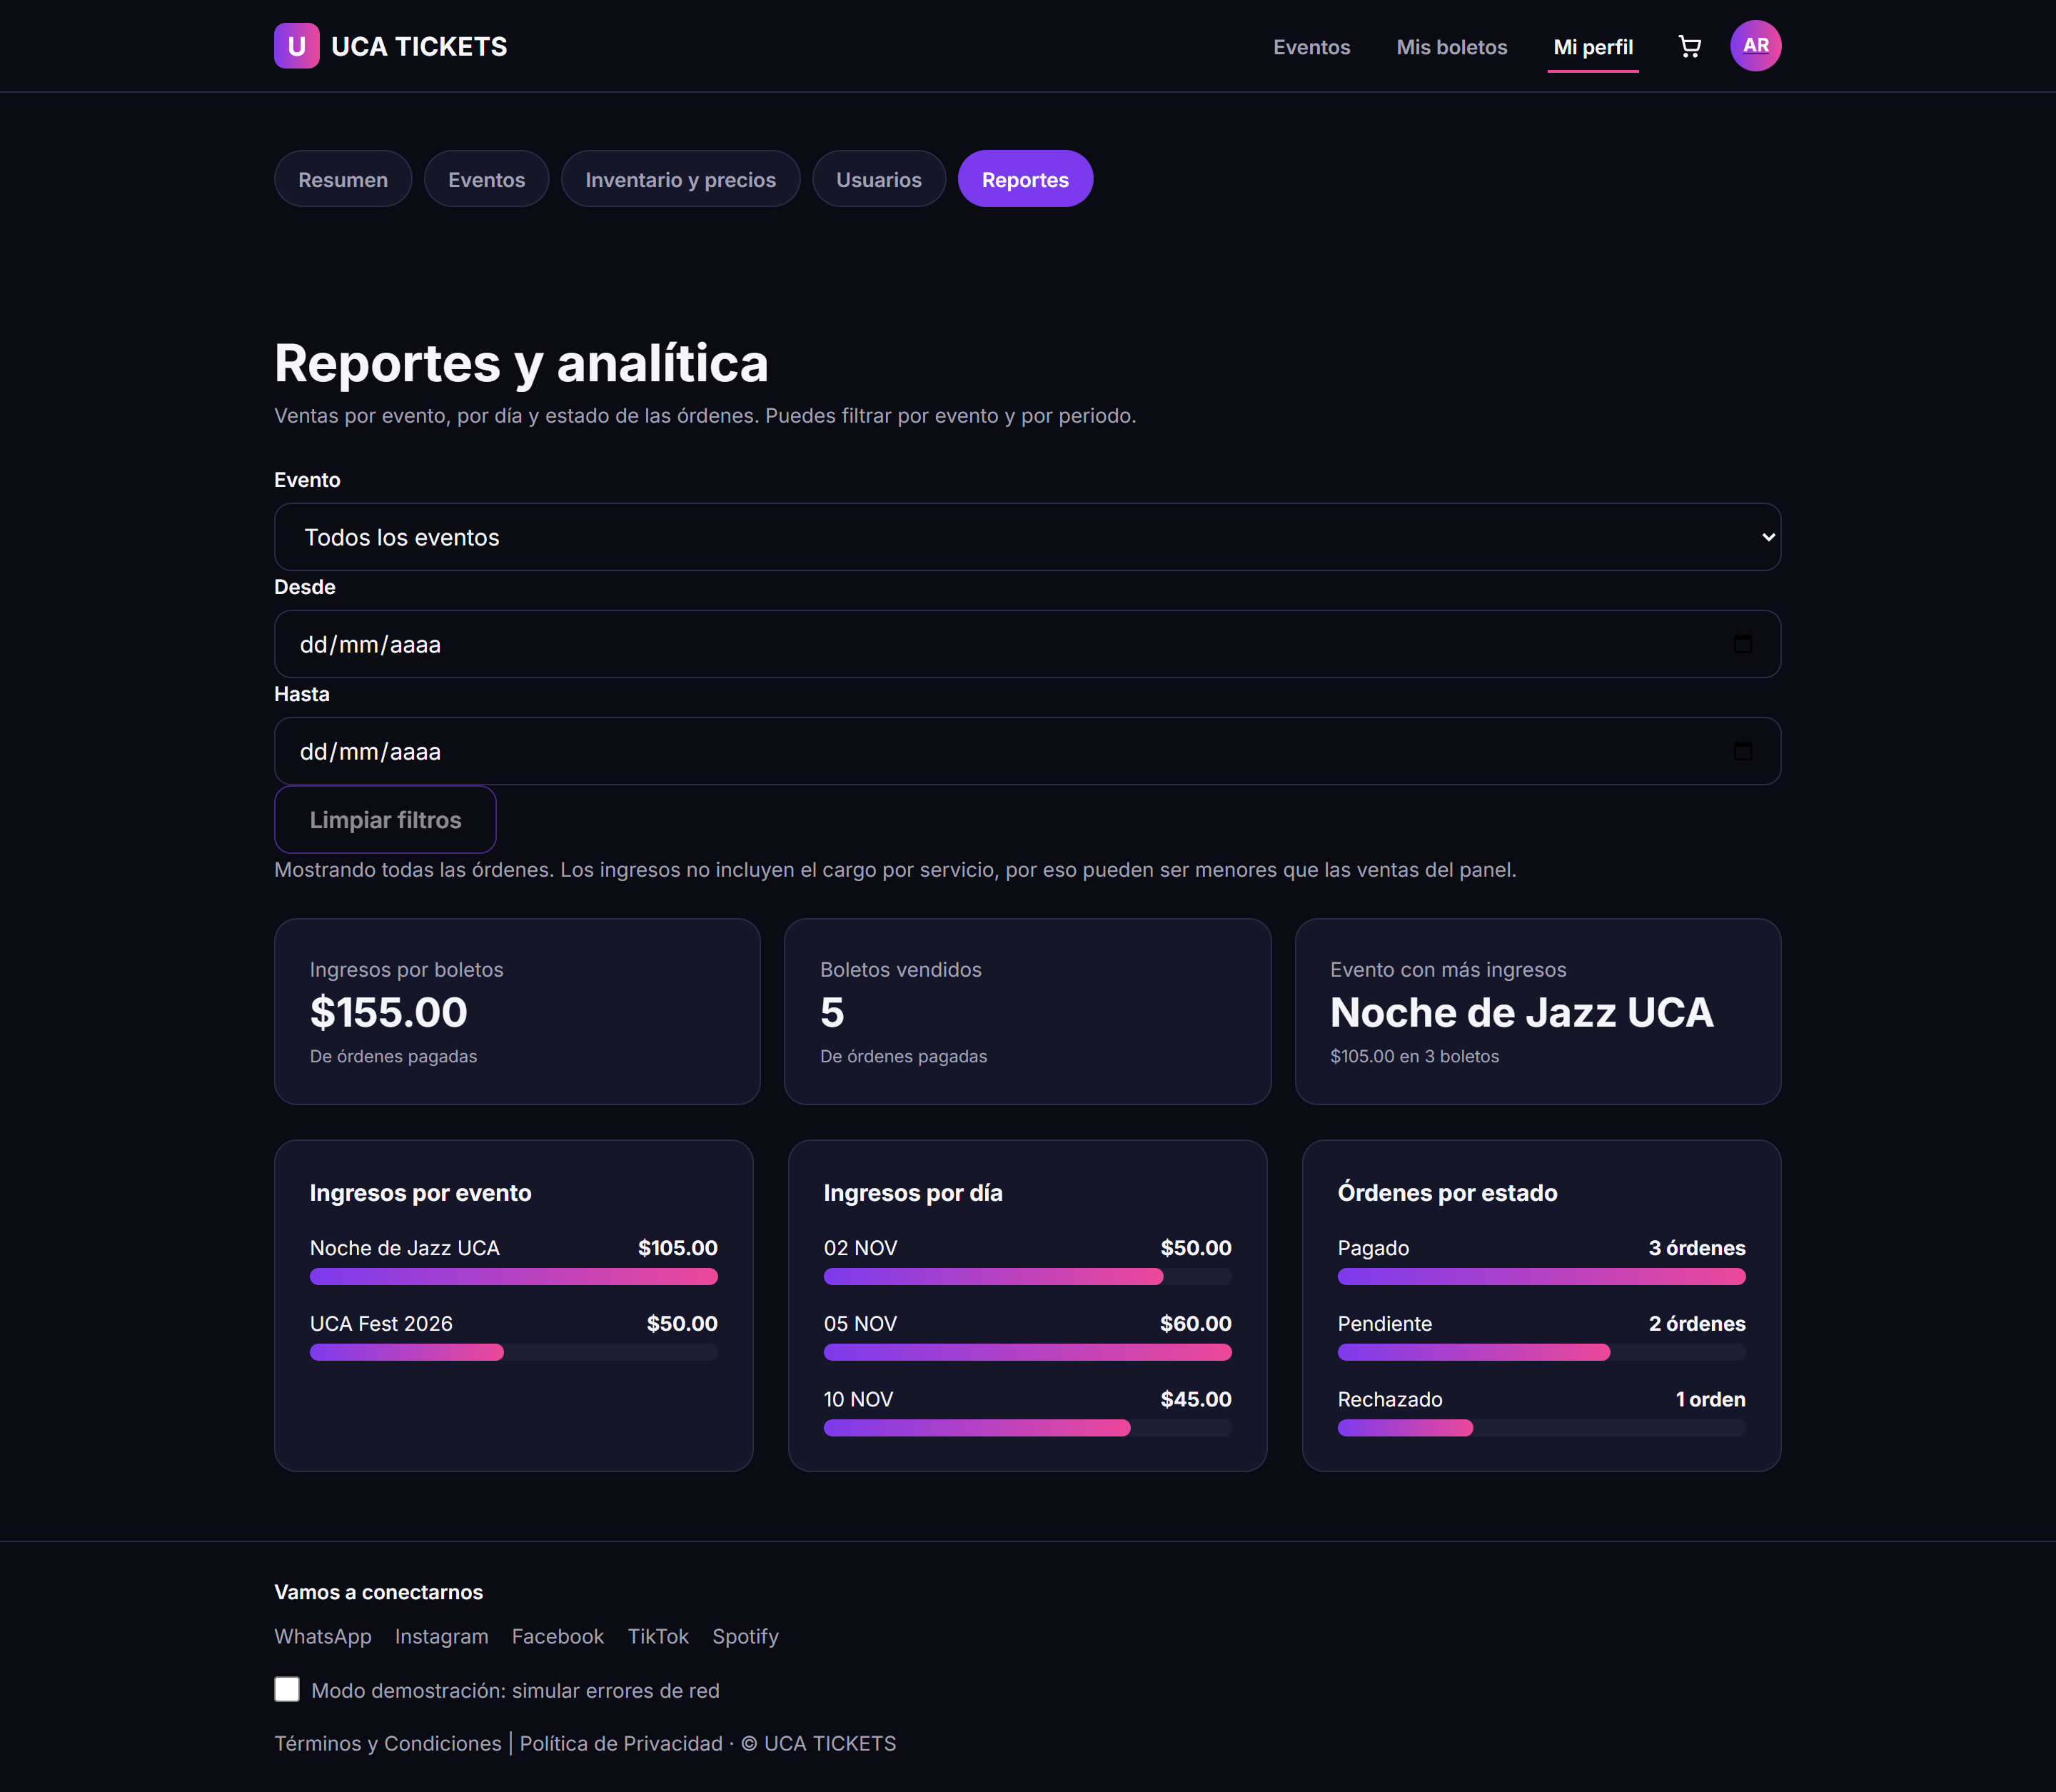 U UCA TICKETS
Eventos Mis boletos Mi perfil AR
Resumen Eventos Inventario y precios Usuarios Reportes
Reportes y analítica
Ventas por evento, por día y estado de las órdenes. Puedes filtrar por evento y por periodo.
Evento
Todos los eventos
Desde
dd/mm/aaaa
Hasta
dd/mm/aaaa
Limpiar filtros
Mostrando todas las órdenes. Los ingresos no incluyen el cargo por servicio, por eso pueden ser menores que las ventas del panel.
Ingresos por boletos
$155.00
De órdenes pagadas
Boletos vendidos
5
De órdenes pagadas
Evento con más ingresos
Noche de Jazz UCA
$105.00 en 3 boletos
Ingresos por evento
Noche de Jazz UCA $105.00
UCA Fest 2026 $50.00
Ingresos por día
02 NOV $50.00
05 NOV $60.00
10 NOV $45.00
Órdenes por estado
Pagado 3 órdenes
Pendiente 2 órdenes
Rechazado 1 orden
Vamos a conectarnos
WhatsApp Instagram Facebook TikTok Spotify
Modo demostración: simular errores de red
Términos y Condiciones | Política de Privacidad · © UCA TICKETS